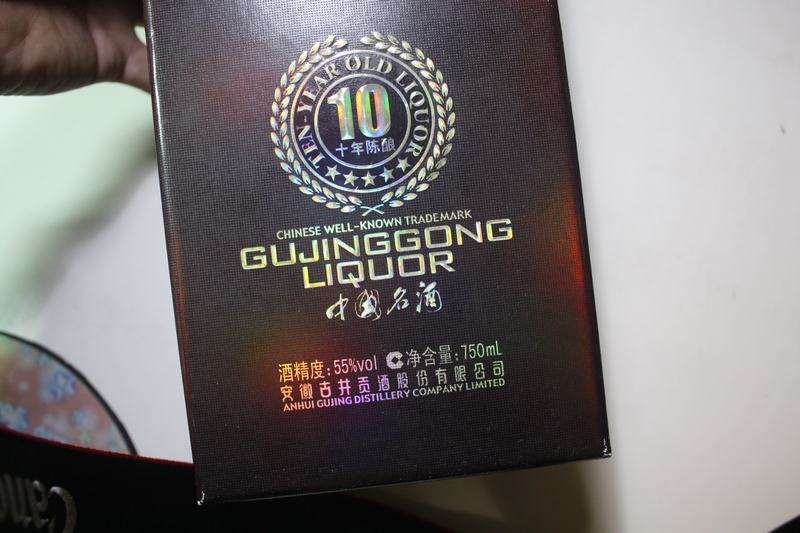 TEN-YEAR OLD LIQUOR
10
十年陈酿
CHINESE WELL-KNOWN TRADEMARK
GUJINGGONG
LIQUOR
中国名酒
酒精度:55%vol C净含量:750mL
安徽古井贡酒股份有限公司
ANHUI GUJING DISTILLERY COMPANY LIMITED